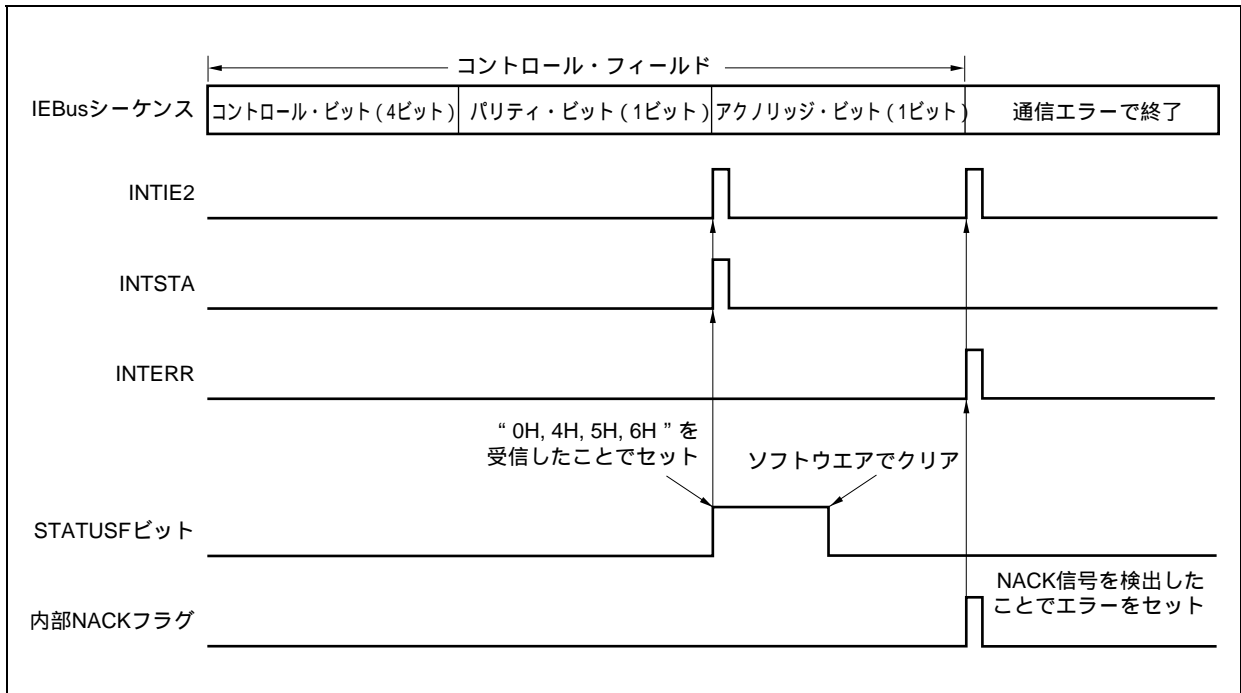 コントロール・フィールド
IEBusシーケンス
コントロール・ビット（4ビット）
パリティ・ビット（1ビット）
アクノリッジ・ビット（1ビット）
通信エラーで終了
INTIE2
INTSTA
INTERR
“ 0H, 4H, 5H, 6H ” を
受信したことでセット
ソフトウエアでクリア
STATUSFビット
NACK信号を検出した
ことでエラーをセット
内部NACKフラグ